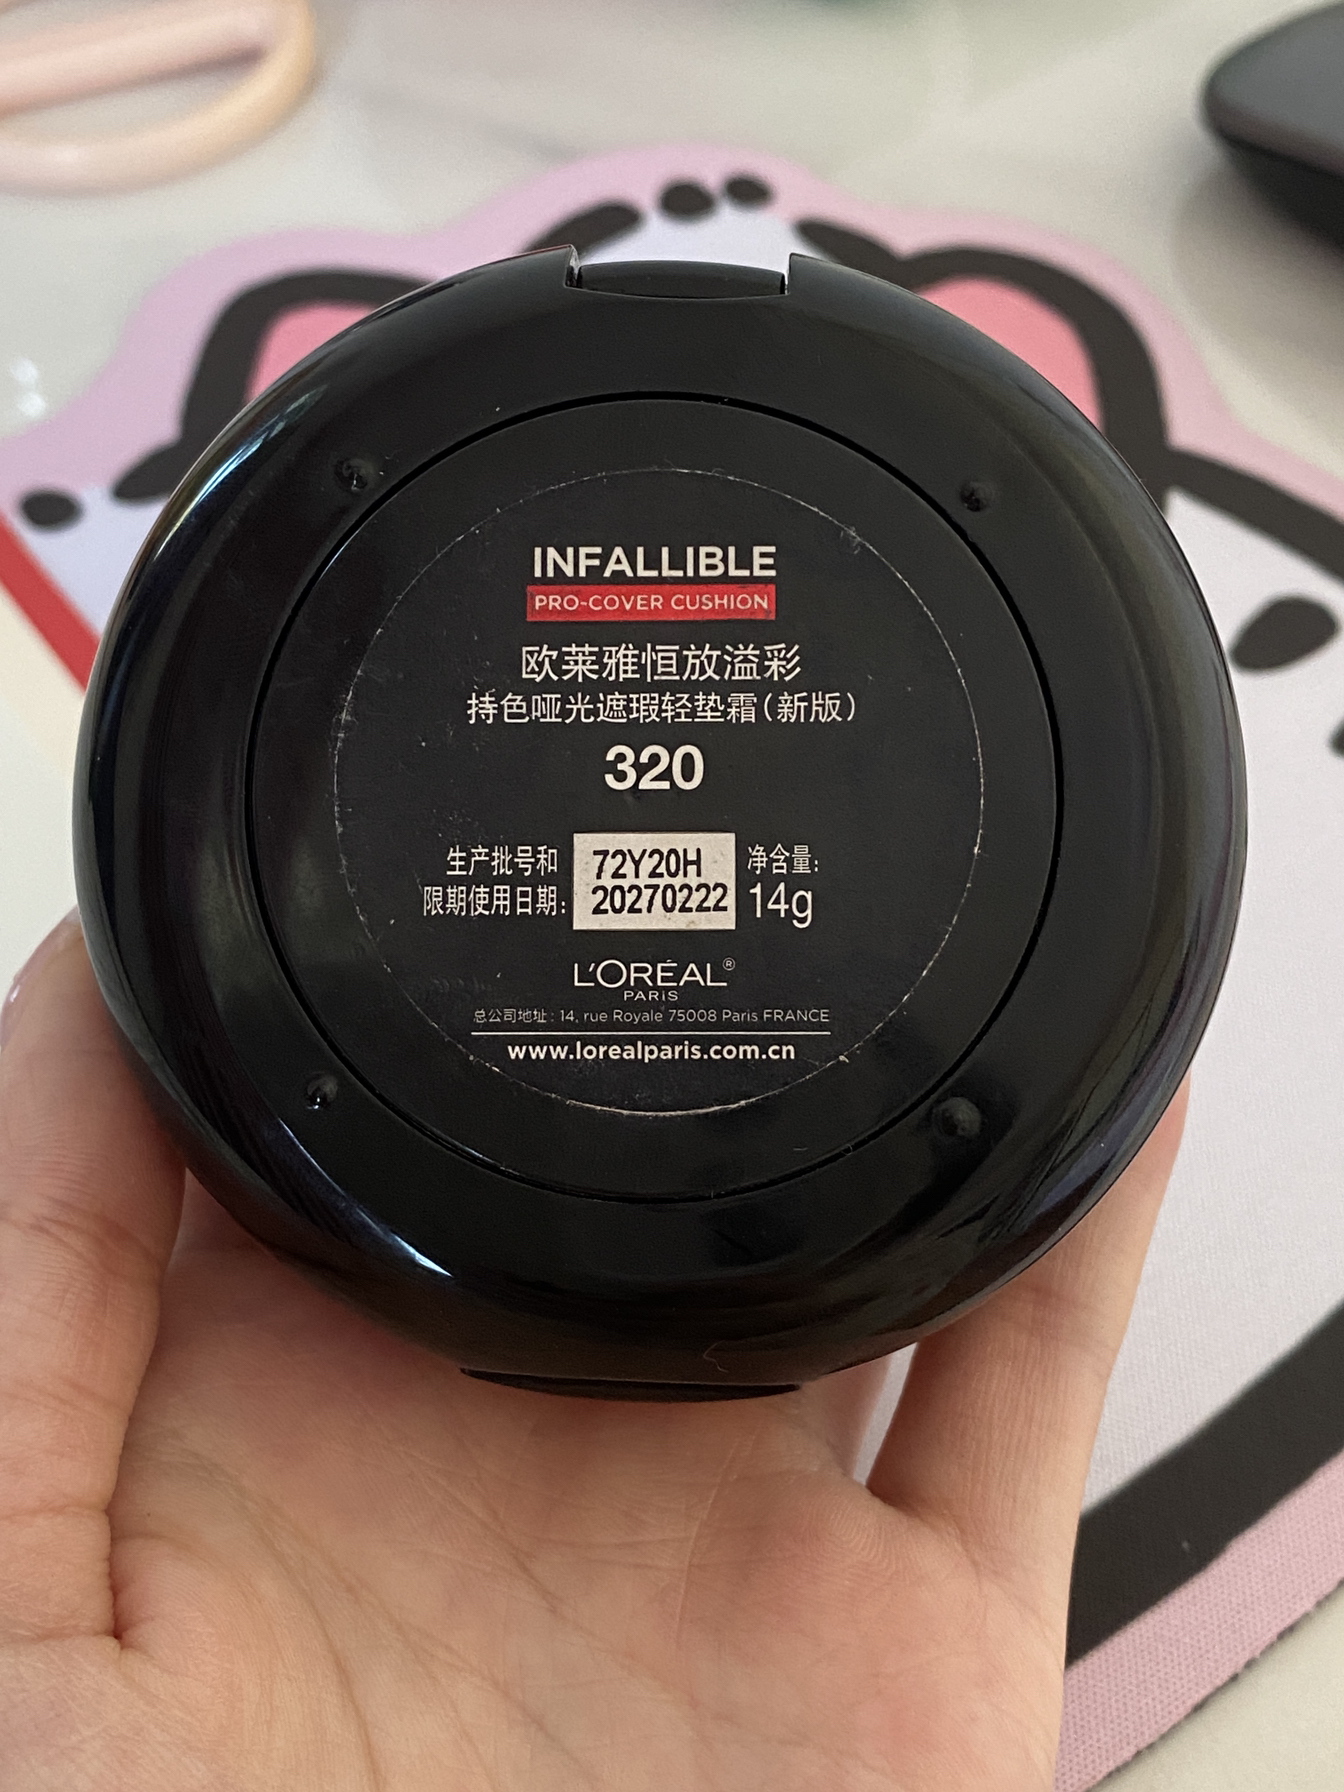 INFALLIBLE
PRO-COVER CUSHION
欧莱雅恒放溢彩
持色哑光遮瑕轻垫霜(新版)
320
生产批号和
限期使用日期:
72Y20H
20270222
净含量:
14g
L'ORÉAL®
PARIS
总公司地址: 14, rue Royale 75008 Paris FRANCE
www.lorealparis.com.cn